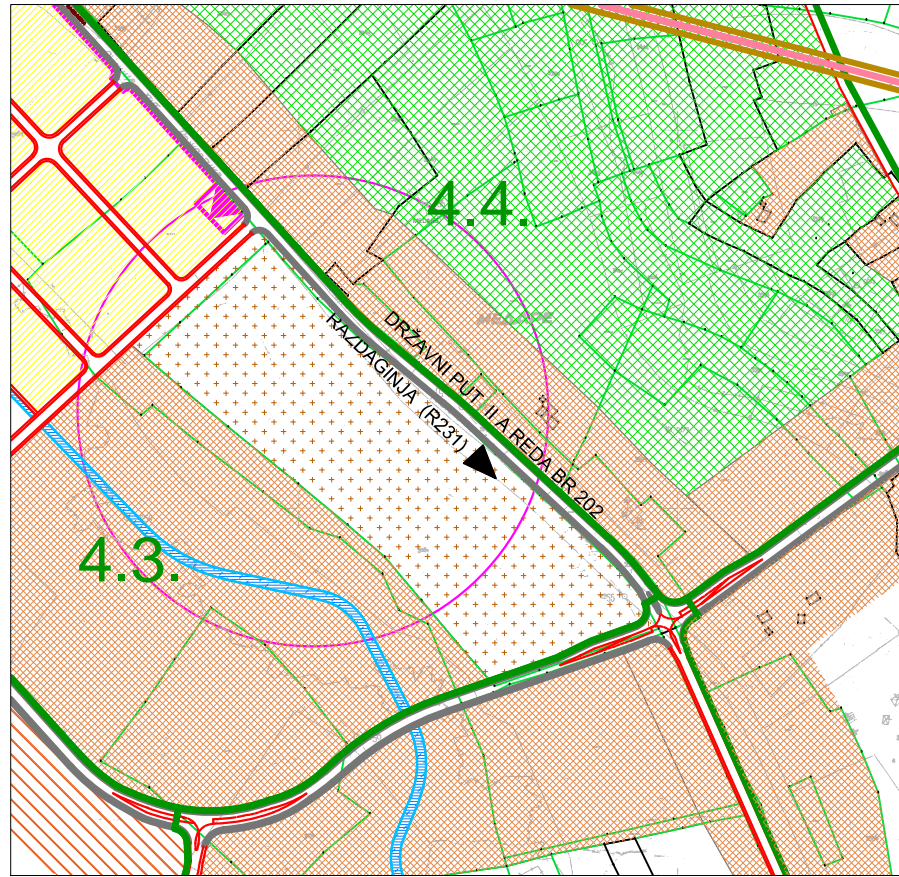 4.4.
DRŽAVNI PUT II A REDA BR 202
RAZDAGINJA (R231)
4.3.